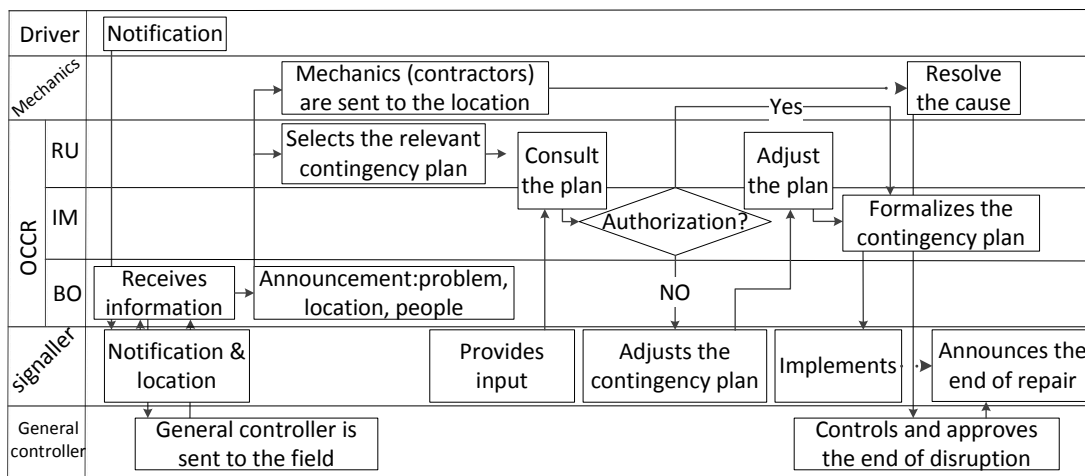 Driver
Notification
Mechanics
Mechanics (contractors)
are sent to the location
Resolve
the cause
Yes
OCCR
RU
Selects the relevant
contingency plan
Consult
the plan
Adjust
the plan
IM
Authorization?
Formalizes the
contingency plan
BO
Receives
information
Announcement:problem,
location, people
NO
signaller
Notification &
location
Provides
input
Adjusts the
contingency plan
Implements
Announces the
end of repair
General
controller
General controller is
sent to the field
Controls and approves
the end of disruption